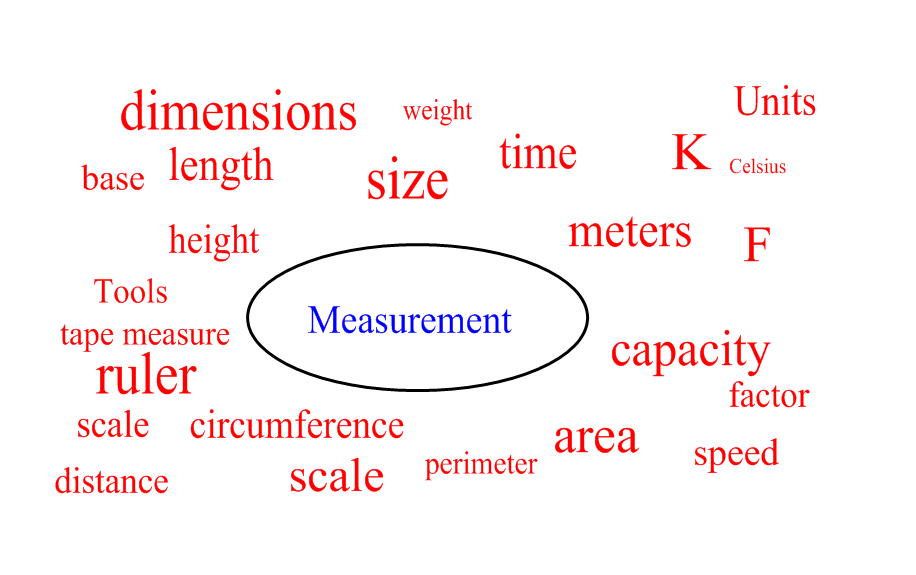 Units
dimensions
weight
time
K
Celsius
base
length
size
meters
height
F
Tools
Measurement
tape measure
capacity
ruler
factor
scale
circumference
area
speed
distance
scale
perimeter